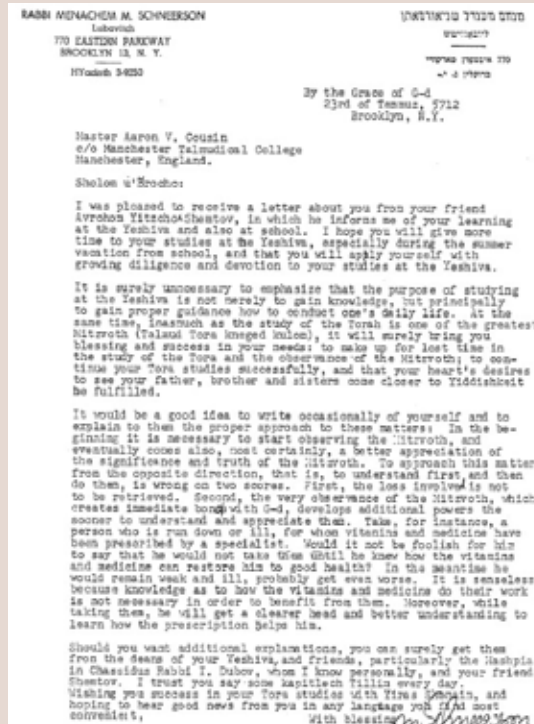 RABBI MENACHEM M. SCHNEERSON
Lubavitch
770 EASTERN PARKWAY
BROOKLYN 13, N. Y.
HYacinth 3-9250
מנחם מענדל שניאורסאהן
ליובאוויטש
By the Grace of G-d
23rd of Tammuz, 5712
Brooklyn, N.Y.
Master Aaron V. Cousin
c/o Manchester Talmudical College
Manchester, England.
Sholom u'Brocho:
I was pleased to receive a letter about you from your friend
Avrohom Yitzchok Shemtov, in which he informs me of your learning
at the Yeshiva and also at school. I hope you will give more
time to your studies at the Yeshiva, especially during the summer
vacation from school, and that you will apply yourself with
growing diligence and devotion to your studies at the Yeshiva.
It is surely unnecessary to emphasize that the purpose of studying
at the Yeshiva is not merely to gain knowledge, but principally
to gain proper guidance how to conduct one's daily life. At the
same time, inasmuch as the study of the Torah is one of the greatest
Mitzvoth (Talmud Tora kneged kulom), it will surely bring you
blessing and success in your needs: to make up for lost time in
the study of the Tora and the observance of the Mitzvoth; to con-
tinue your Tora studies successfully, and that your heart's desires
to see your father, brother and sisters come closer to Yiddishkeit
be fulfilled.
It would be a good idea to write occasionally of yourself and to
explain to them the proper approach to these matters: In the be-
ginning it is necessary to start observing the Mitzvoth, and
eventually comes also, most certainly, a better appreciation of
the significance and truth of the Mitzvoth. To approach this matter
from the opposite direction, that is, to understand first, and then
do them, is wrong on two scores. First, the loss involved is not
to be retrieved. Second, the very observance of the Mitzvoth, which
creates immediate bond with G-d, develops additional powers the
sooner to understand and appreciate them. Take, for instance, a
person who is run down or ill, for whom vitamins and medicine have
been prescribed by a specialist. Would it not be foolish for him
to say that he would not take them until he knew how the vitamins
and medicine can restore him to good health? In the meantime he
would remain weak and ill, probably get even worse. It is senseless
because knowledge as to how the vitamins and medicine do their work
is not necessary in order to benefit from them. Moreover, while
taking them, he will get a clearer head and better understanding to
learn how the prescription helps him.
Should you want additional explanations, you can surely get them
from the deans of your Yeshiva, and friends, particularly the Mashpia
in Chassidus Rabbi I. Dubov, whom I know personally, and your friend
Shemtov. I trust you say some kapitlech Tillim every day.
Wishing you success in your Tora studies with Yiras Shomaim, and
hoping to hear good news from you in any language you find most
convenient,
With blessing